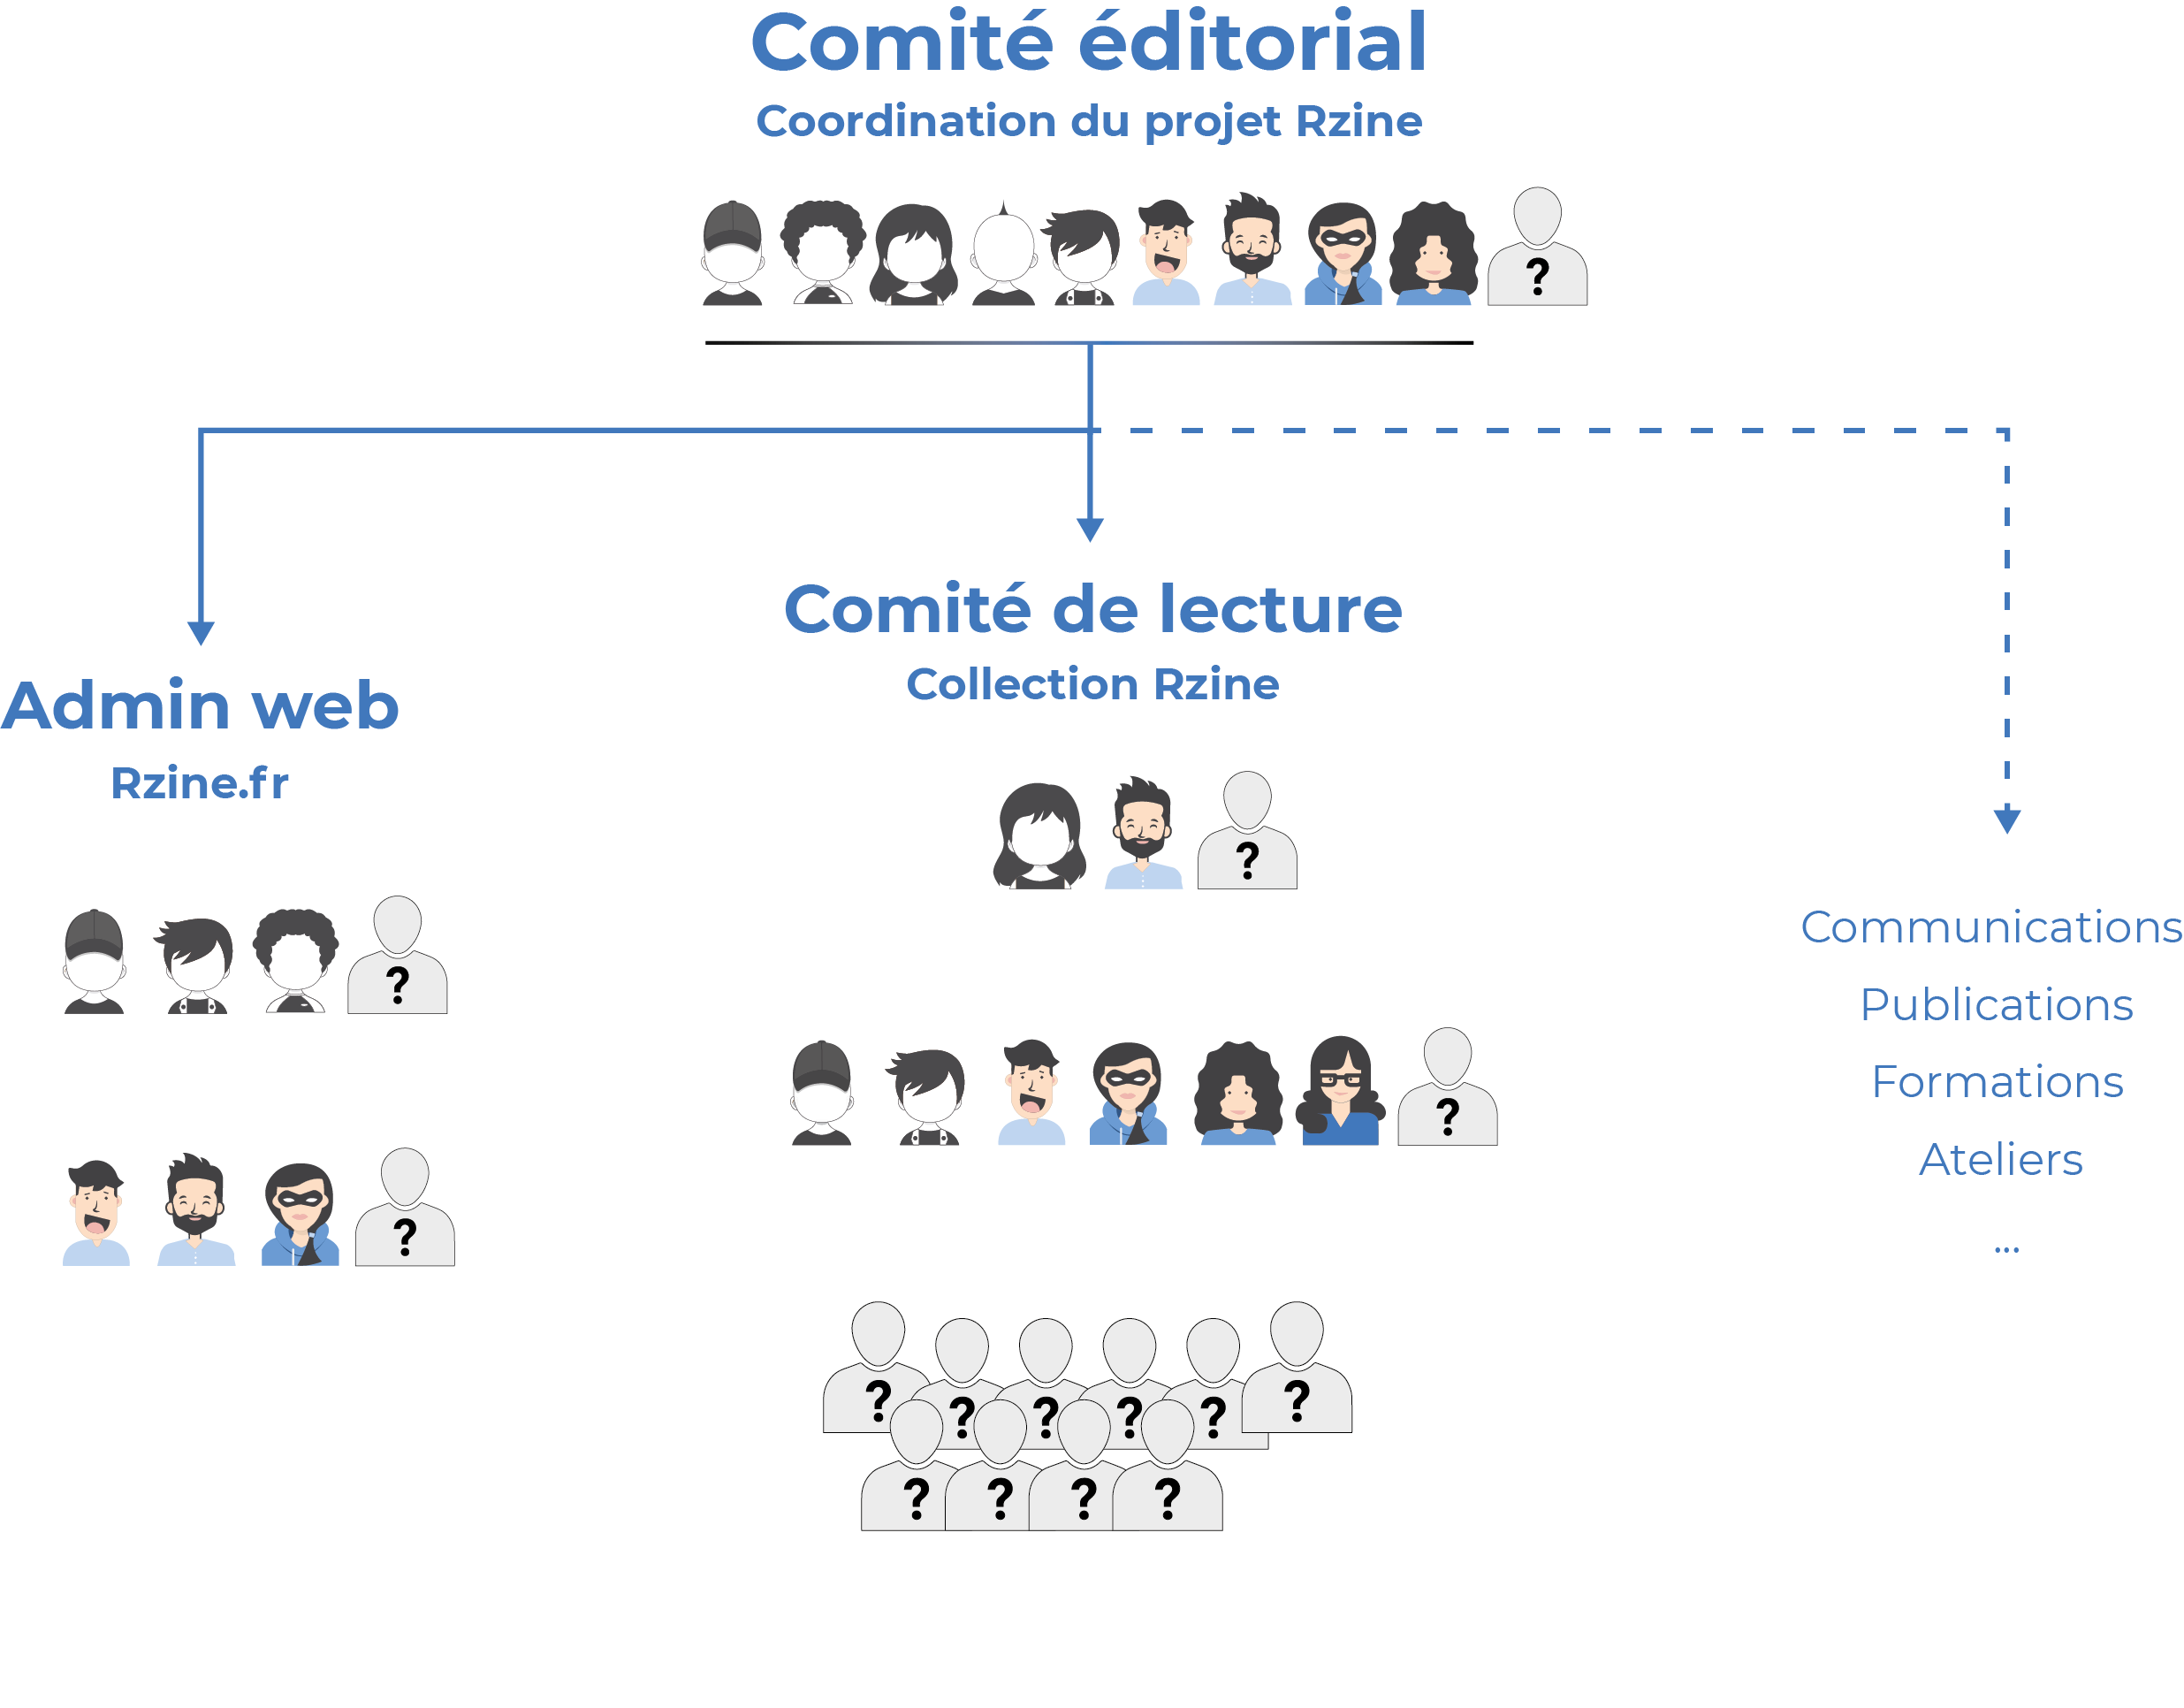 Comité éditorial
Coordination du projet Rzine
?
Comité de lecture
Collection Rzine
Admin web
Rzine.fr
?
?
Communications
?
Publications
Formations
?
Ateliers
?
...
? ? ? ? ? ?
? ? ? ?